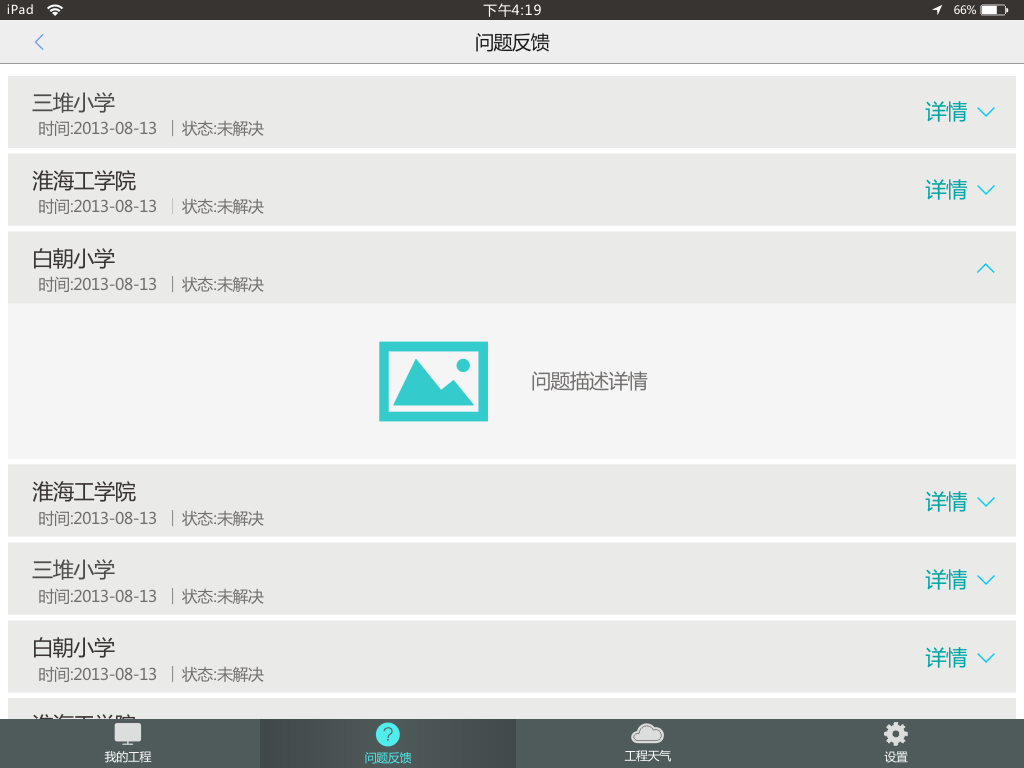 iPad 下午4:19 66%
问题反馈
三堆小学
时间:2013-08-13 | 状态:未解决
详情
淮海工学院
时间:2013-08-13 | 状态:未解决
详情
白朝小学
时间:2013-08-13 | 状态:未解决
问题描述详情
淮海工学院
时间:2013-08-13 | 状态:未解决
详情
三堆小学
时间:2013-08-13 | 状态:未解决
详情
白朝小学
时间:2013-08-13 | 状态:未解决
详情
淮海工学院
我的工程
?
问题反馈
工程天气
设置